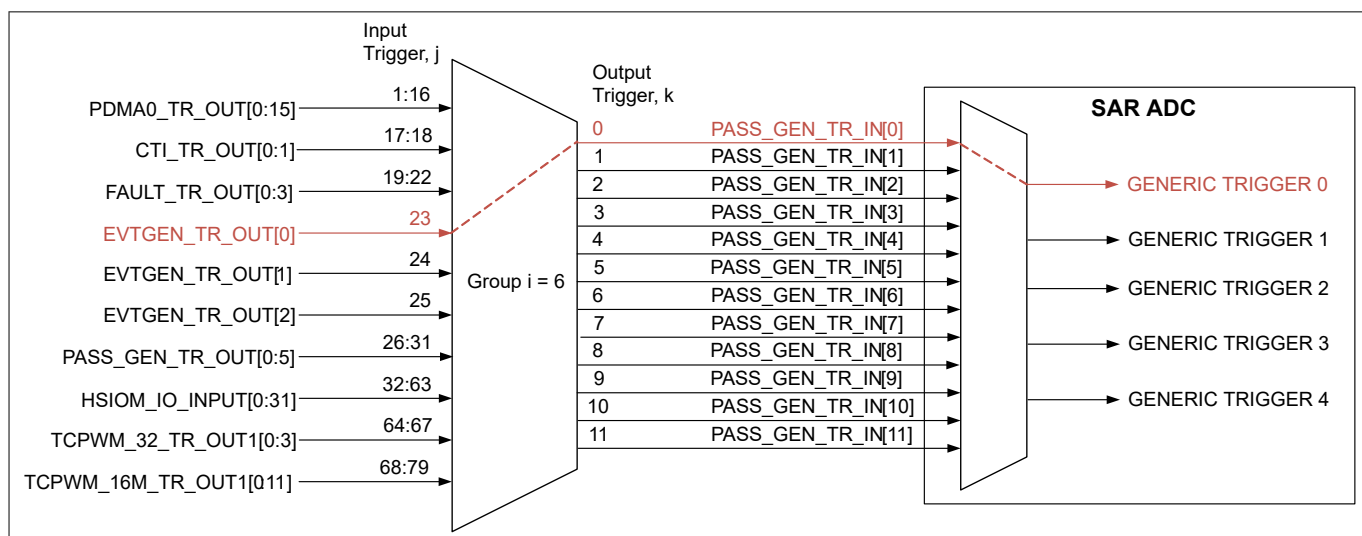 Input
Trigger, j
Output
Trigger, k
SAR ADC
PDMA0_TR_OUT[0:15]
1:16
CTI_TR_OUT[0:1]
17:18
FAULT_TR_OUT[0:3]
19:22
EVTGEN_TR_OUT[0]
23
EVTGEN_TR_OUT[1]
24
EVTGEN_TR_OUT[2]
25
PASS_GEN_TR_OUT[0:5]
26:31
HSIOM_IO_INPUT[0:31]
32:63
TCPWM_32_TR_OUT1[0:3]
64:67
TCPWM_16M_TR_OUT1[0:11]
68:79
Group i = 6
0
PASS_GEN_TR_IN[0]
1
PASS_GEN_TR_IN[1]
2
PASS_GEN_TR_IN[2]
3
PASS_GEN_TR_IN[3]
4
PASS_GEN_TR_IN[4]
5
PASS_GEN_TR_IN[5]
6
PASS_GEN_TR_IN[6]
7
PASS_GEN_TR_IN[7]
8
PASS_GEN_TR_IN[8]
9
PASS_GEN_TR_IN[9]
10
PASS_GEN_TR_IN[10]
11
PASS_GEN_TR_IN[11]
GENERIC TRIGGER 0
GENERIC TRIGGER 1
GENERIC TRIGGER 2
GENERIC TRIGGER 3
GENERIC TRIGGER 4